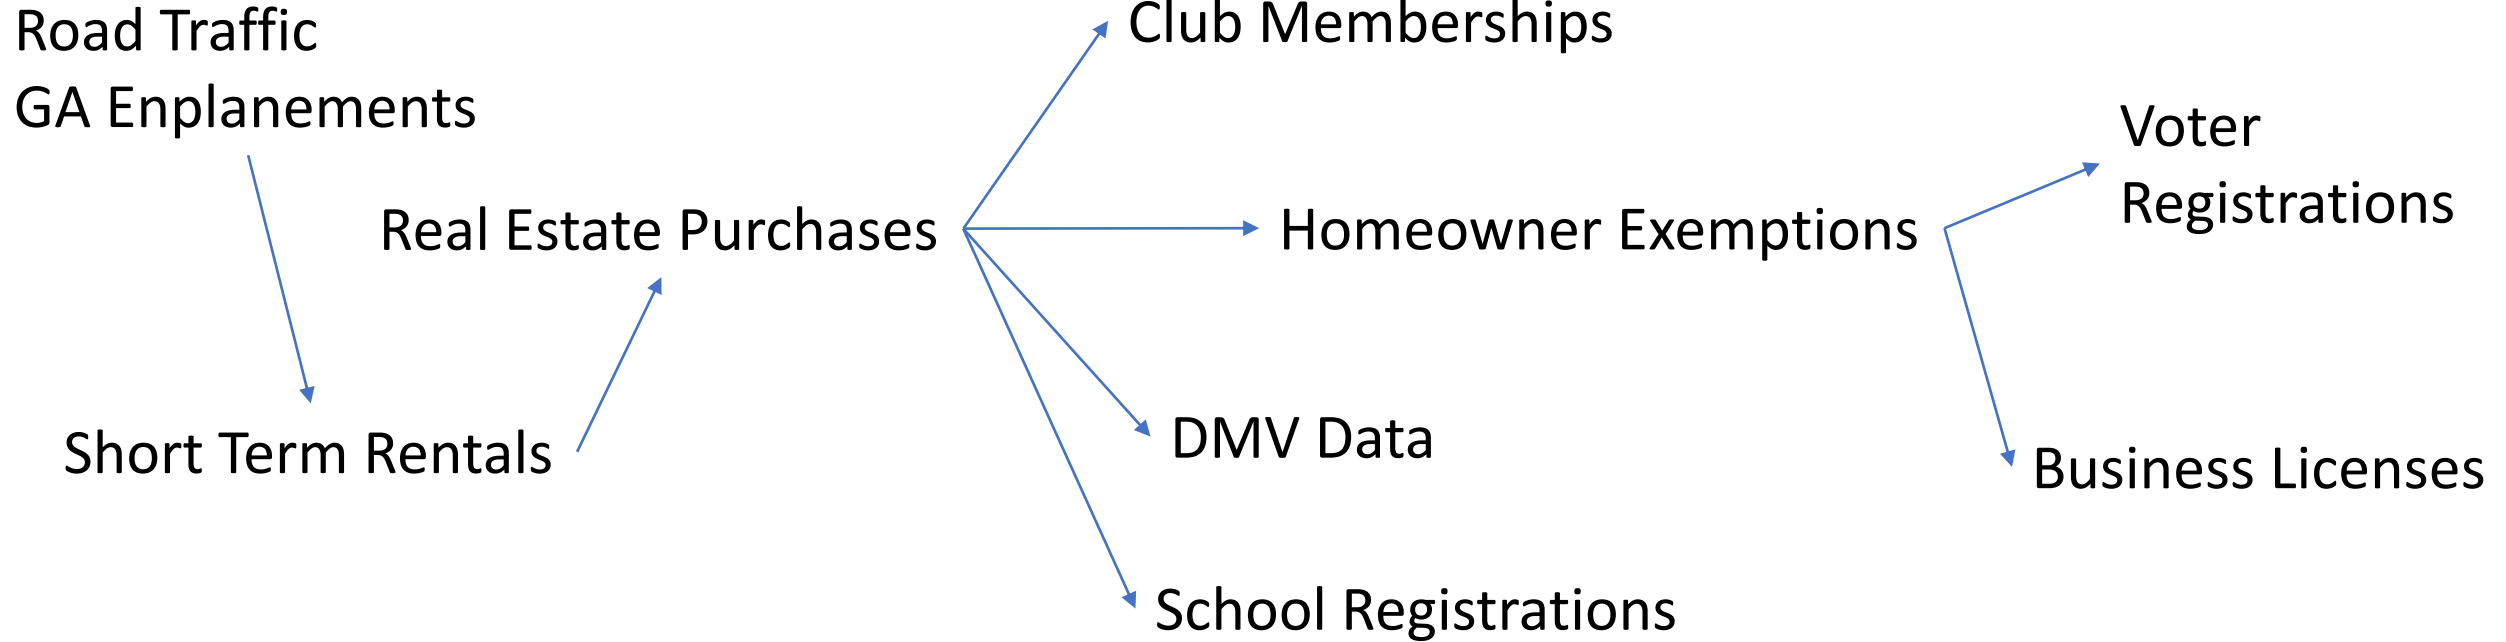 Road Traffic
GA Enplanements
Short Term Rentals
Real Estate Purchases
Club Memberships
Homeowner Exemptions
DMV Data
School Registrations
Voter
Registrations
Business Licenses